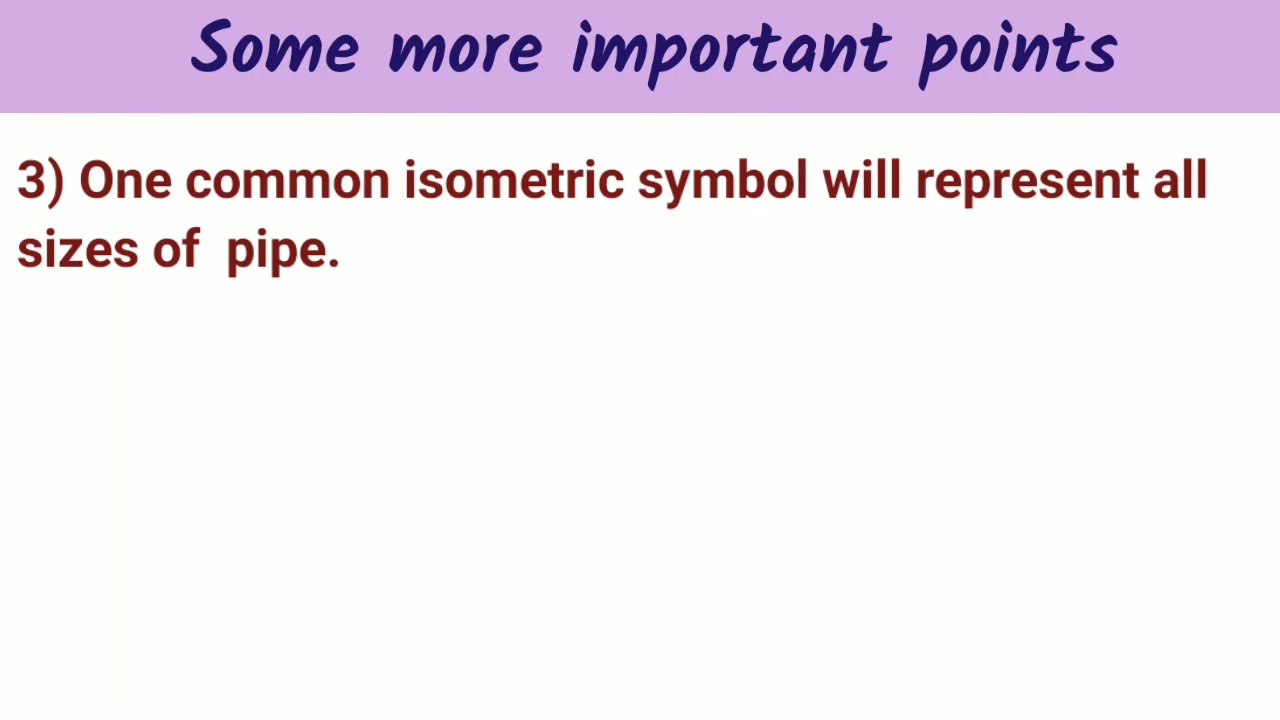 Some more important points
3) One common isometric symbol will represent all
sizes of  pipe.